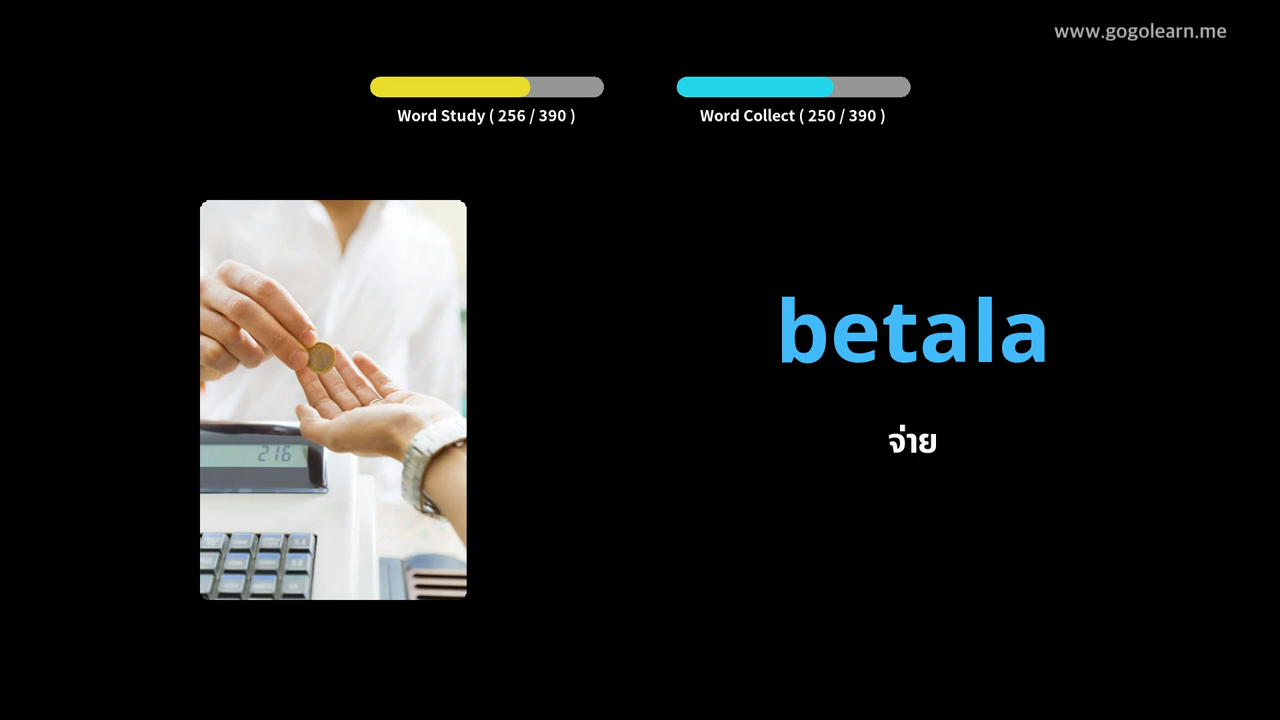 www.gogolearn.me
Word Study ( 256 / 390 )
Word Collect ( 250 / 390 )
betala
จ่าย
216